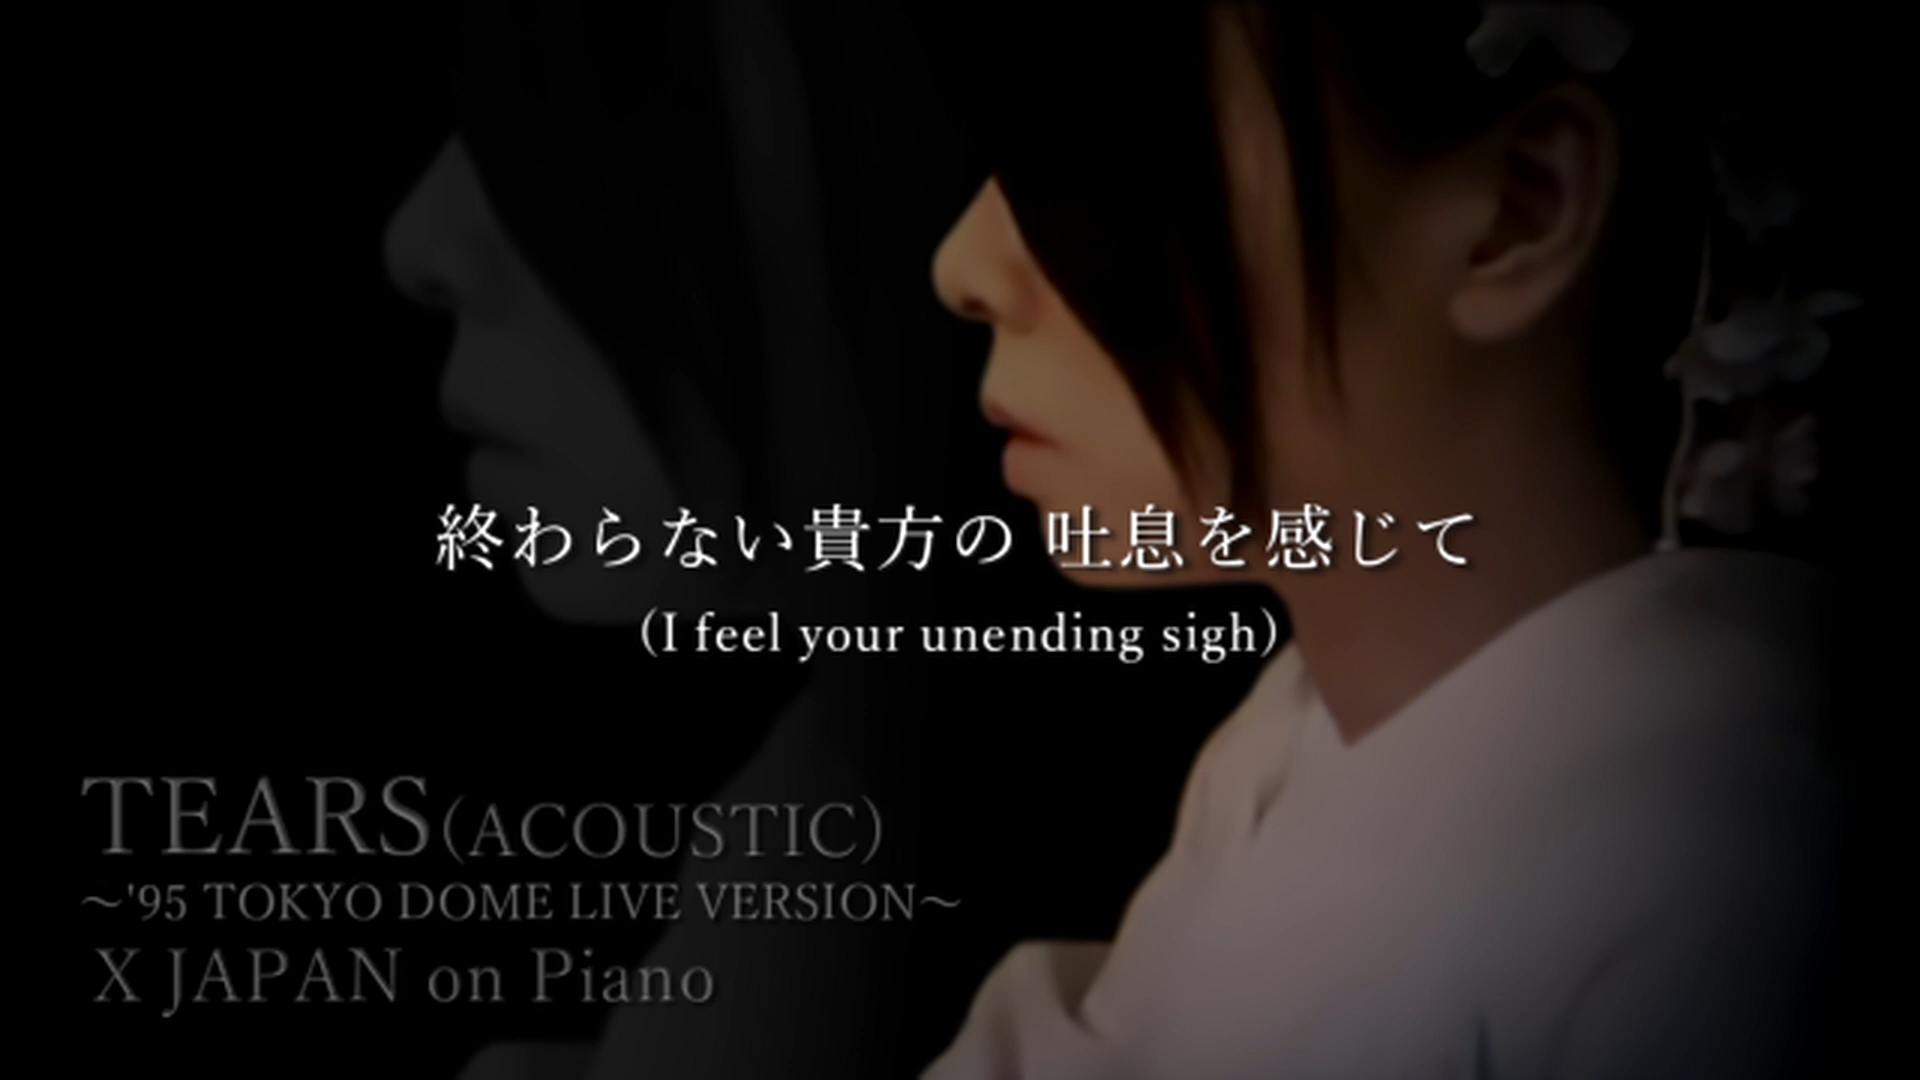 終わらない貴方の 吐息を感じて
(I feel your unending sigh)
TEARS(ACOUSTIC)
～'95 TOKYO DOME LIVE VERSION～
X JAPAN on Piano